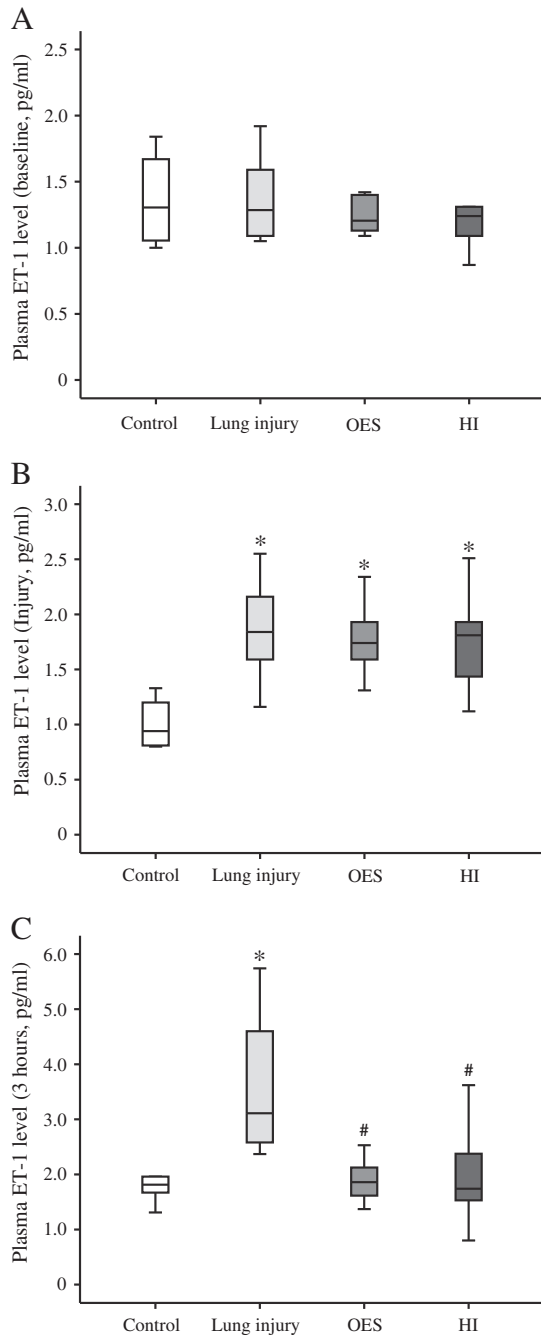 A
Plasma ET-1 level (baseline, pg/ml)
2.5
2.0
1.5
1.0
0.5
0
Control Lung injury OES HI
B
Plasma ET-1 level (Injury, pg/ml)
3.0
2.5
2.0
1.5
1.0
0.5
0
* * *
Control Lung injury OES HI
C
Plasma ET-1 level (3 hours, pg/ml)
6.0
5.0
4.0
3.0
2.0
1.0
0
*
#
#
Control Lung injury OES HI